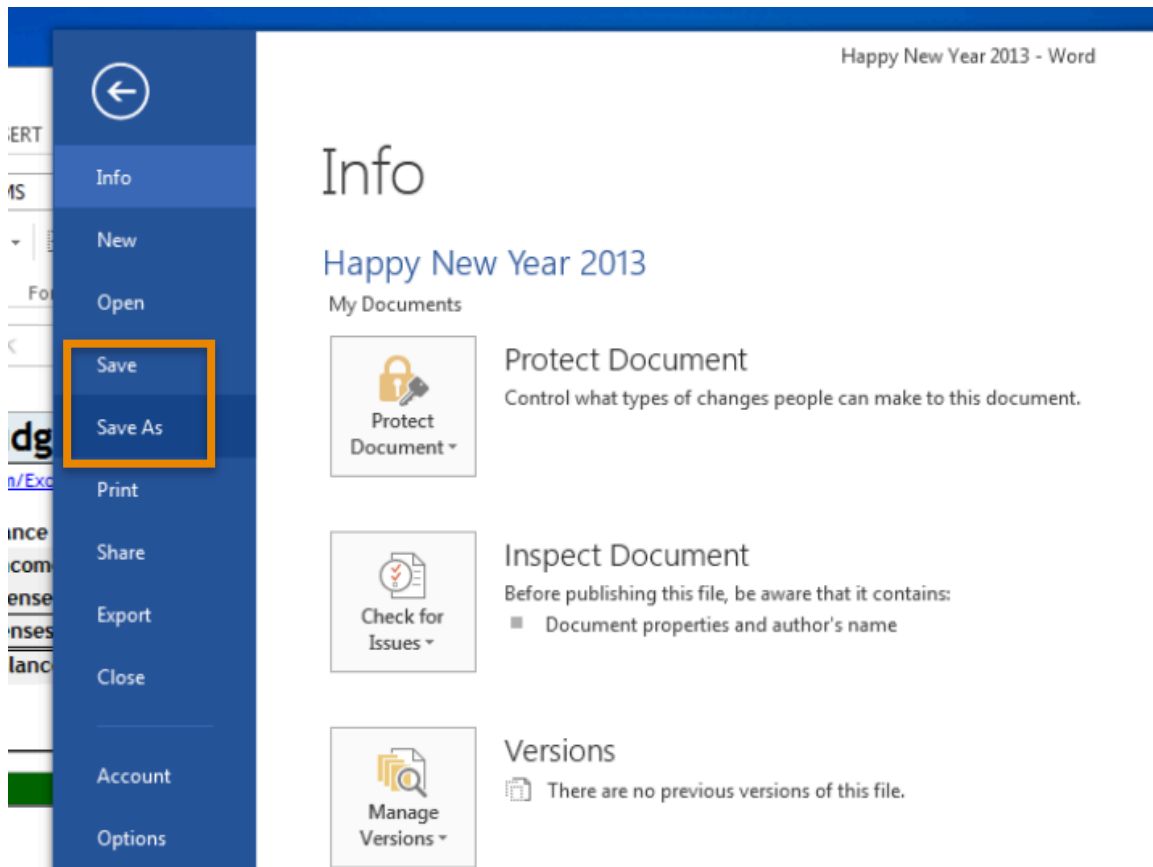 Happy New Year 2013 - Word
Info
New
Open
Save
Save As
Print
Share
Export
Close
Account
Options
Info
Happy New Year 2013
My Documents
Protect
Document
Protect Document
Control what types of changes people can make to this document.
Check for
Issues
Inspect Document
Before publishing this file, be aware that it contains:
Document properties and author's name
Manage
Versions
Versions
There are no previous versions of this file.